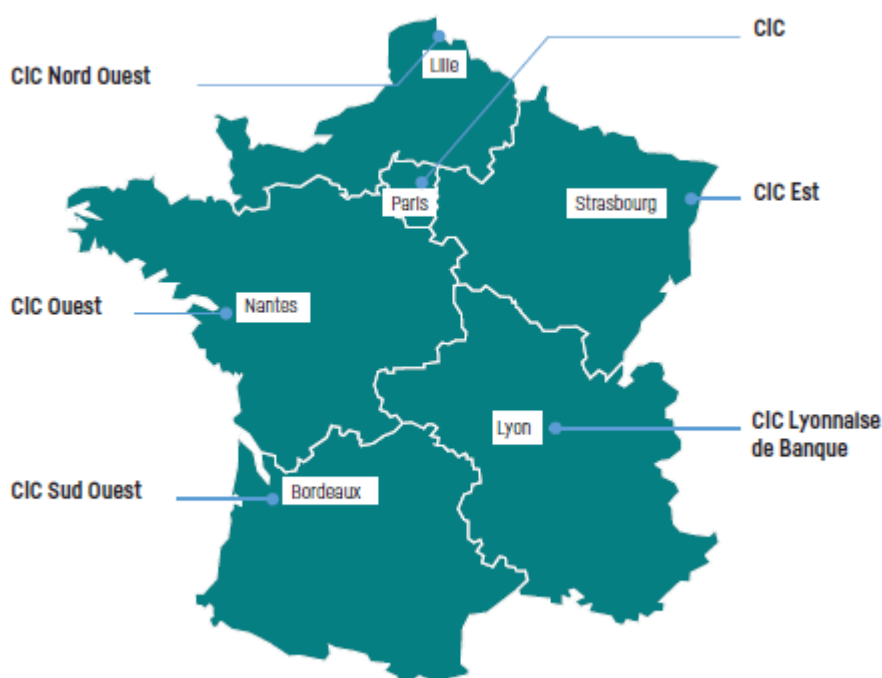 CIC
Lille
CIC Nord Ouest
Paris
Strasbourg
CIC Est
CIC Ouest
Nantes
Lyon
CIC Lyonnaise
de Banque
CIC Sud Ouest
Bordeaux